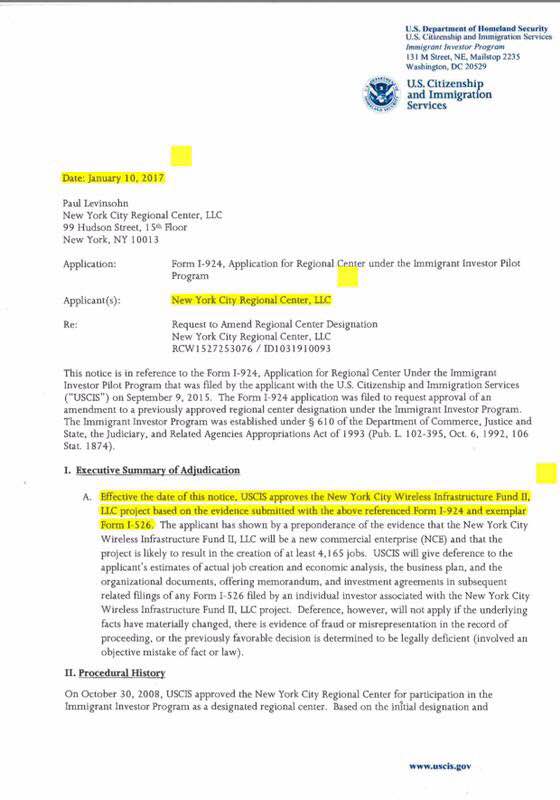 U.S. Department of Homeland Security
U.S. Citizenship and Immigration Services
Immigrant Investor Program
131 M Street, NE, Mailstop 2235
Washington, DC 20529
U.S. Citizenship
and Immigration
Services
Date: January 10, 2017
Paul Levinsohn
New York City Regional Center, LLC
99 Hudson Street, 15th Floor
New York, NY 10013
Application: Form I-924, Application for Regional Center under the Immigrant Investor Pilot
Program
Applicant(s): New York City Regional Center, LLC
Re: Request to Amend Regional Center Designation
New York City Regional Center, LLC
RCW1527253076 / ID1031910093
This notice is in reference to the Form I-924, Application for Regional Center Under the Immigrant
Investor Pilot Program that was filed by the applicant with the U.S. Citizenship and Immigration Services
("USCIS") on September 9, 2015. The Form I-924 application was filed to request approval of an
amendment to a previously approved regional center designation under the Immigrant Investor Program.
The Immigrant Investor Program was established under § 610 of the Department of Commerce, Justice and
State, the Judiciary, and Related Agencies Appropriations Act of 1993 (Pub. L. 102-395, Oct. 6, 1992, 106
Stat. 1874).
I. Executive Summary of Adjudication
A. Effective the date of this notice, USCIS approves the New York City Wireless Infrastructure Fund II,
LLC project based on the evidence submitted with the above referenced Form I-924 and exemplar
Form I-526. The applicant has shown by a preponderance of the evidence that the New York City
Wireless Infrastructure Fund II, LLC will be a new commercial enterprise (NCE) and that the
project is likely to result in the creation of at least 4,165 jobs. USCIS will give deference to the
applicant's estimates of actual job creation and economic analysis, the business plan, and the
organizational documents, offering memorandum, and investment agreements in subsequent
related filings of any Form I-526 filed by an individual investor associated with the New York City
Wireless Infrastructure Fund II, LLC project. Deference, however, will not apply if the underlying
facts have materially changed, there is evidence of fraud or misrepresentation in the record of
proceeding, or the previously favorable decision is determined to be legally deficient (involved an
objective mistake of fact or law).
II. Procedural History
On October 30, 2008, USCIS approved the New York City Regional Center for participation in the
Immigrant Investor Program as a designated regional center. Based on the initial designation and
www.uscis.gov